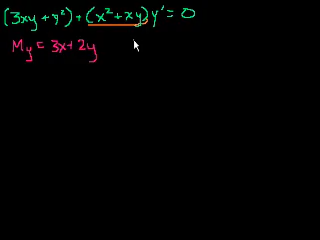 (3xy + y²) + (x² + xy) y' = 0
My = 3x + 2y